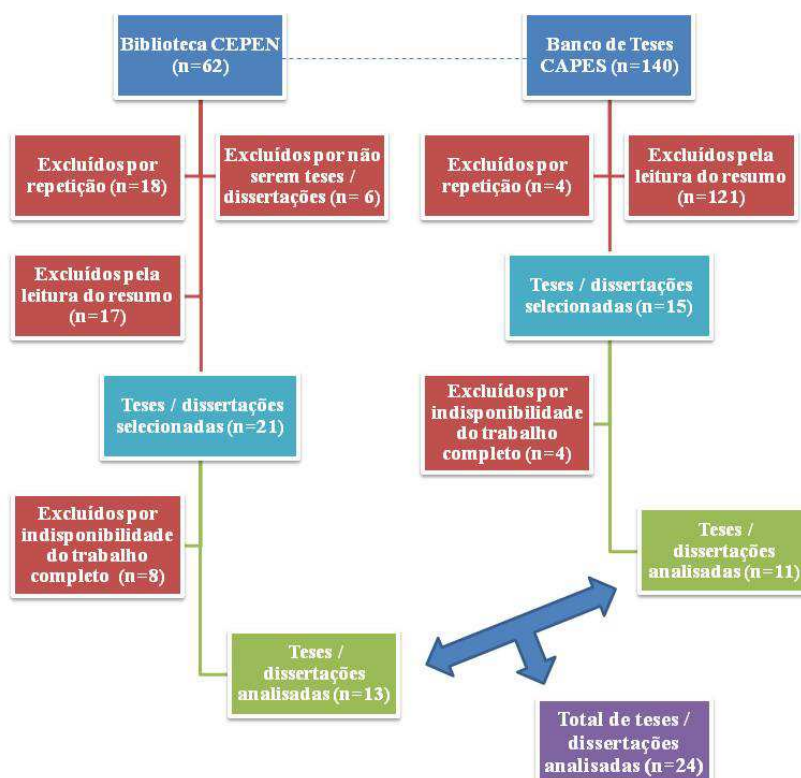 Biblioteca CEPEN
(n=62)
Banco de Teses
CAPES (n=140)
Excluídos por
repetição (n=18)
Excluídos por não
serem teses /
dissertações (n= 6)
Excluídos por
repetição (n=4)
Excluídos pela
leitura do resumo
(n=121)
Excluídos pela
leitura do resumo
(n=17)
Teses / dissertações
selecionadas (n=15)
Teses / dissertações
selecionadas (n=21)
Excluídos por
indisponibilidade
do trabalho
completo (n=4)
Excluídos por
indisponibilidade
do trabalho
completo (n=8)
Teses /
dissertações
analisadas (n=11)
Teses /
dissertações
analisadas (n=13)
Total de teses /
dissertações
analisadas (n=24)